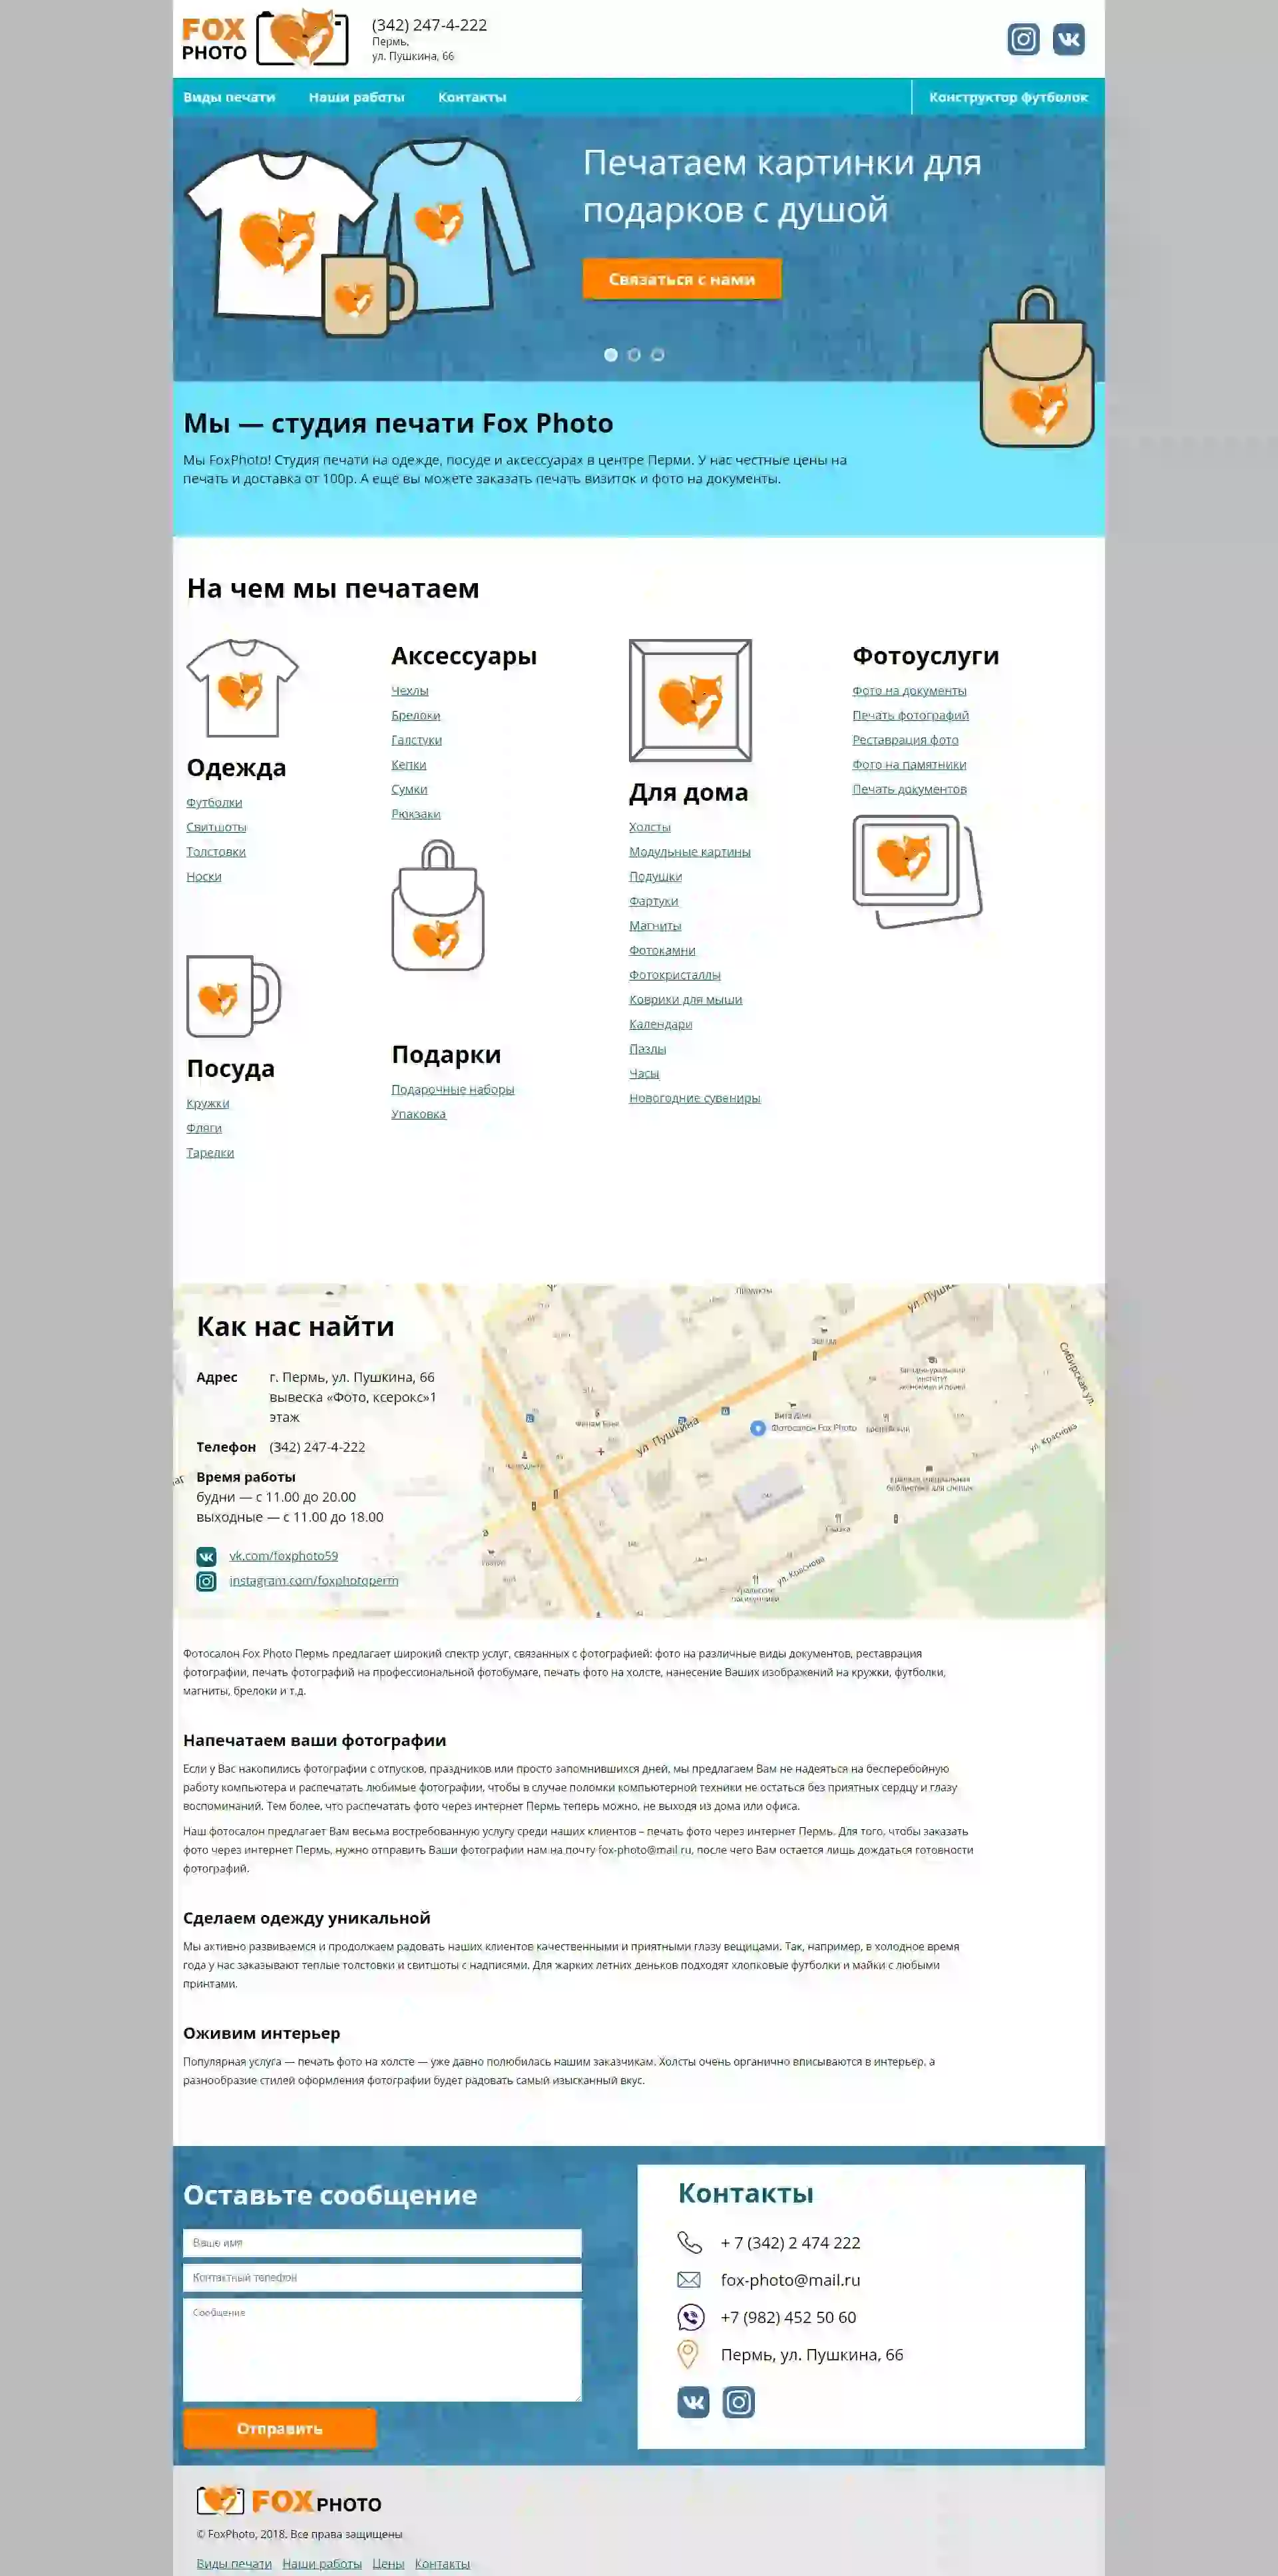 FOX
PHOTO
(342) 247-4-222
Пермь,
ул. Пушкина, 66
Виды печати
Наши работы
Контакты
Конструктор футболок
Печатаем картинки для
подарков с душой
Связаться с нами
Мы — студия печати Fox Photo
Мы FoxPhoto! Студия печати на одежде, посуде и аксессуарах в центре Перми. У нас честные цены на
печать и доставка от 100р. А еще вы можете заказать печать визиток и фото на документы.
На чем мы печатаем
Одежда
Футболки
Свитшоты
Толстовки
Носки
Посуда
Кружки
Фляги
Тарелки
Аксессуары
Чехлы
Брелоки
Галстуки
Кепки
Сумки
Рюкзаки
Подарки
Подарочные наборы
Упаковка
Для дома
Холсты
Модульные картины
Подушки
Фартуки
Магниты
Фотокамни
Фотокристаллы
Коврики для мыши
Календари
Пазлы
Часы
Новогодние сувениры
Фотоуслуги
Фото на документы
Печать фотографий
Реставрация фото
Фото на памятники
Печать документов
Как нас найти
Адрес
г. Пермь, ул. Пушкина, 66
вывеска «Фото, ксерокс»1
этаж
Телефон
(342) 247-4-222
Время работы
будни — с 11.00 до 20.00
выходные — с 11.00 до 18.00
vk.com/foxphoto59
instagram.com/foxphotoperm
Продукты
ул. Пушк
Сибирская ул.
ул. Пушкина
Фотосалон Fox Photo
ул. Краснова
ул. Краснова
Фотосалон Fox Photo Пермь предлагает широкий спектр услуг, связанных с фотографией: фото на различные виды документов, реставрация
фотографии, печать фотографий на профессиональной фотобумаге, печать фото на холсте, нанесение Ваших изображений на кружки, футболки,
магниты, брелоки и т.д.
Напечатаем ваши фотографии
Если у Вас накопились фотографии с отпусков, праздников или просто запомнившихся дней, мы предлагаем Вам не надеяться на бесперебойную
работу компьютера и распечатать любимые фотографии, чтобы в случае поломки компьютерной техники не остаться без приятных сердцу и глазу
воспоминаний. Тем более, что распечатать фото через интернет Пермь теперь можно, не выходя из дома или офиса.
Наш фотосалон предлагает Вам весьма востребованную услугу среди наших клиентов – печать фото через интернет Пермь. Для того, чтобы заказать
фото через интернет Пермь, нужно отправить Ваши фотографии нам на почту fox-photo@mail.ru, после чего Вам остается лишь дождаться готовности
фотографий.
Сделаем одежду уникальной
Мы активно развиваемся и продолжаем радовать наших клиентов качественными и приятными глазу вещицами. Так, например, в холодное время
года у нас заказывают теплые толстовки и свитшоты с надписями. Для жарких летних деньков подходят хлопковые футболки и майки с любыми
принтами.
Оживим интерьер
Популярная услуга — печать фото на холсте — уже давно полюбилась нашим заказчикам. Холсты очень органично вписываются в интерьер, а
разнообразие стилей оформления фотографии будет радовать самый изысканный вкус.
Оставьте сообщение
Ваше имя
Контактный телефон
Сообщение
Отправить
Контакты
+ 7 (342) 2 474 222
fox-photo@mail.ru
+7 (982) 452 50 60
Пермь, ул. Пушкина, 66
FOX PHOTO
© FoxPhoto, 2018. Все права защищены
Виды печати
Наши работы
Цены
Контакты